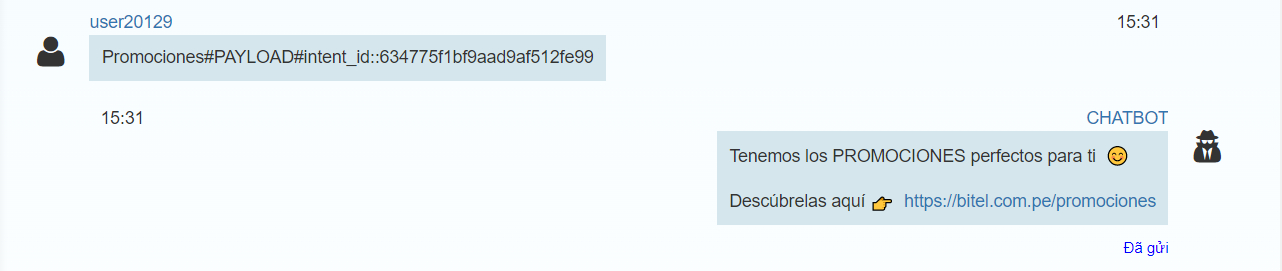 user20129 15:31
Promociones#PAYLOAD#intent_id::634775f1bf9aad9af512fe99
15:31 CHATBOT
Tenemos los PROMOCIONES perfectos para ti 😊
Descúbrelas aquí 👉 https://bitel.com.pe/promociones
Đã gửi